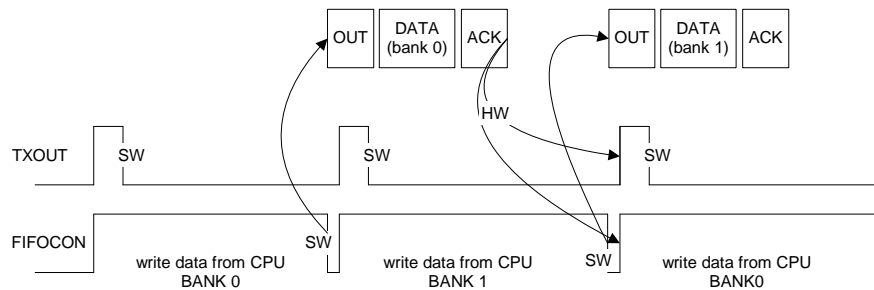 OUT DATA (bank 0) ACK OUT DATA (bank 1) ACK
HW
TXOUT SW SW SW
FIFOCON SW SW
write data from CPU write data from CPU write data from CPU
BANK 0 BANK 1 BANK0